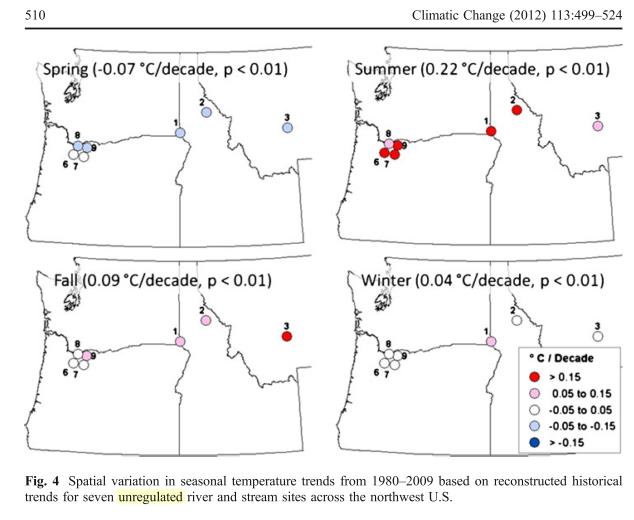 510 Climatic Change (2012) 113:499–524
Spring (-0.07 °C/decade, p < 0.01)
1
2
3
8
9
6 7
Summer (0.22 °C/decade, p < 0.01)
1
2
3
8
9
6 7
Fall (0.09 °C/decade, p < 0.01)
1
2
3
8
9
6 7
Winter (0.04 °C/decade, p < 0.01)
1
2
3
8
9
6 7
° C / Decade
> 0.15
0.05 to 0.15
-0.05 to 0.05
-0.05 to -0.15
> -0.15
Fig. 4 Spatial variation in seasonal temperature trends from 1980–2009 based on reconstructed historical
trends for seven unregulated river and stream sites across the northwest U.S.